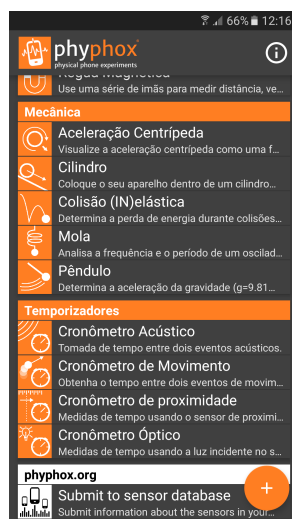 66% 12:16
phyphox
physical phone experiments
Régua Magnética
Use uma série de imãs para medir distância, ve...
Mecânica
Aceleração Centrípeda
Visualize a aceleração centrípeda como uma f...
Cilindro
Coloque o seu aparelho dentro de um cilindro...
Colisão (IN)elástica
Determina a perda de energia durante colisões...
Mola
Analisa a frequência e o período de um oscilad...
Pêndulo
Determina a aceleração da gravidade (g=9.81...
Temporizadores
Cronômetro Acústico
Tomada de tempo entre dois eventos acústicos.
Cronômetro de Movimento
Obtenha o tempo entre dois eventos de movim...
Cronômetro de proximidade
Medidas de tempo usando o sensor de proximi...
Cronômetro Óptico
Medidas de tempo usando a luz incidente no s...
phyphox.org
Submit to sensor database
Submit information about the sensors in your...